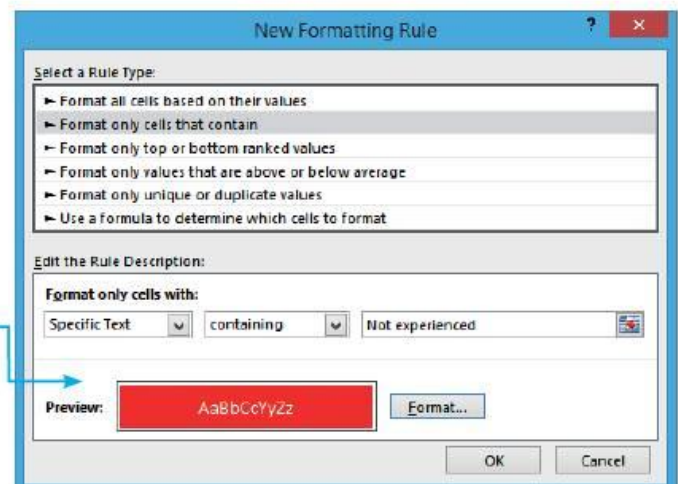 New Formatting Rule
?
Select a Rule Type:
► Format all cells based on their values
► Format only cells that contain
► Format only top or bottom ranked values
► Format only values that are above or below average
► Format only unique or duplicate values
► Use a formula to determine which cells to format
Edit the Rule Description:
Format only cells with:
Specific Text containing Not experienced
Preview: AaBbCcYyZz Format...
OK Cancel